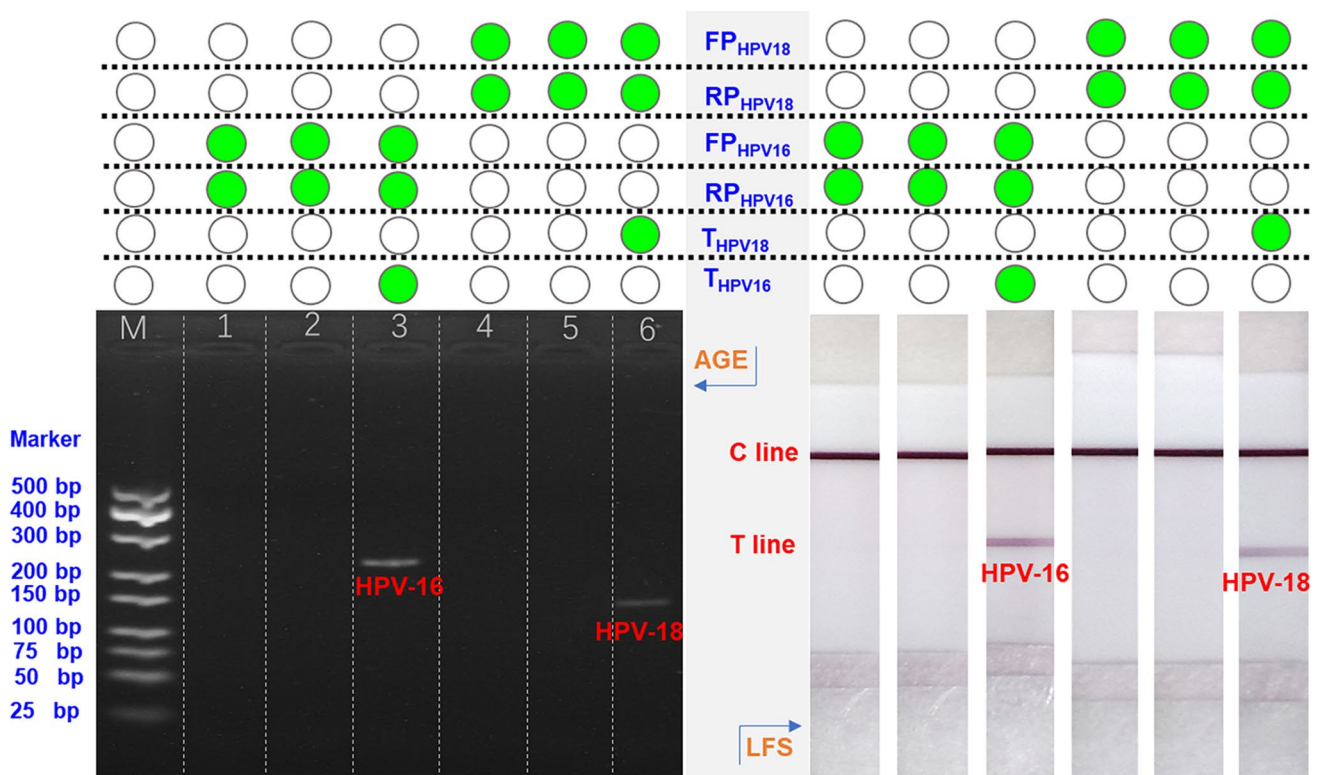 FPHPV18
RPHPV18
FPHPV16
RPHPV16
THPV18
THPV16
M 1 2 3 4 5 6
AGE
Marker
C line
500 bp
400 bp
300 bp
T line
200 bp
HPV-16
HPV-16
HPV-18
150 bp
100 bp
HPV-18
75 bp
50 bp
25 bp
LFS